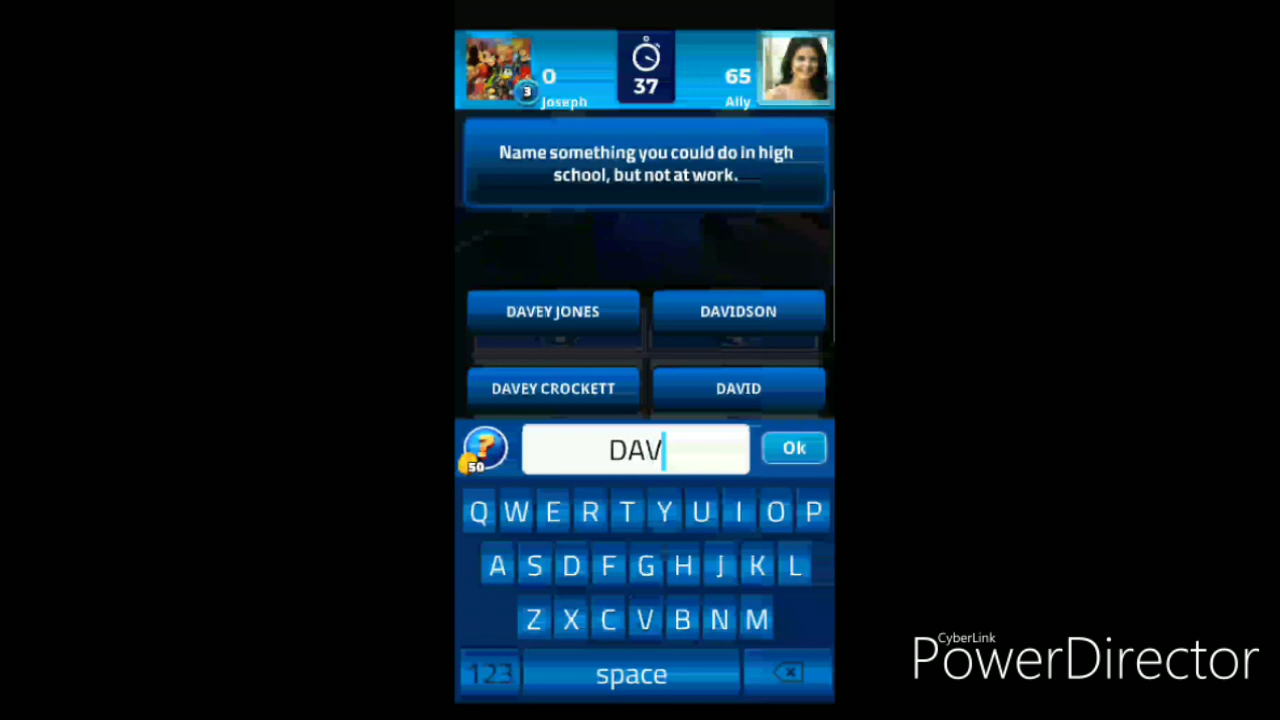 0
37
65
3
Joseph
Ally
Name something you could do in high
school, but not at work.
DAVEY JONES
DAVIDSON
DAVEY CROCKETT
DAVID
?
50
DAV
Ok
Q W E R T Y U I O P
A S D F G H J K L
Z X C V B N M
123
space
CyberLink
PowerDirector